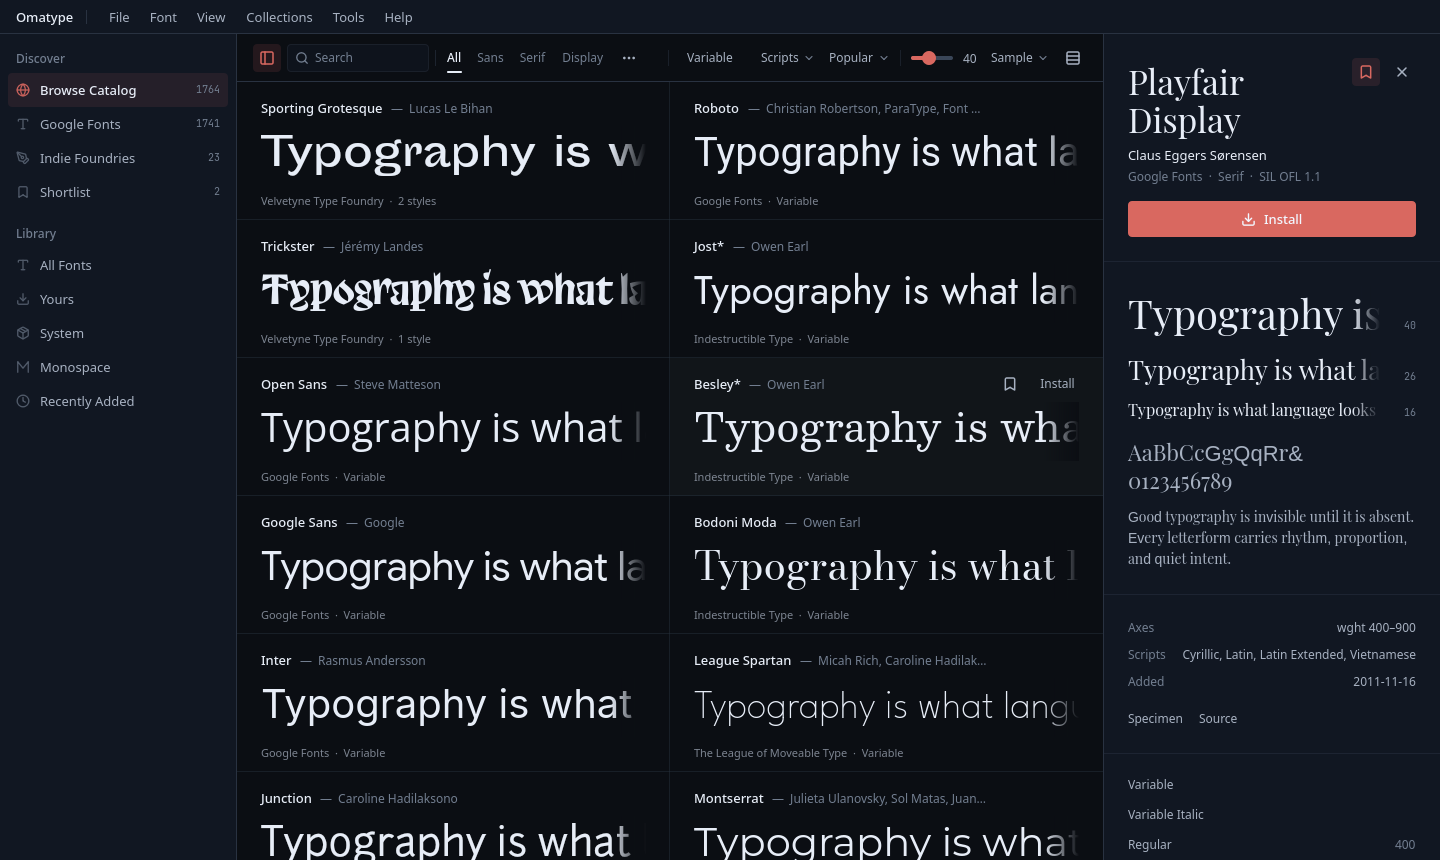 Omatype File Font View Collections Tools Help
Discover
Browse Catalog 1764
Google Fonts 1741
Indie Foundries 23
Shortlist 2
Library
All Fonts
Yours
System
Monospace
Recently Added
Search All Sans Serif Display ··· Variable Scripts Popular 40 Sample
Sporting Grotesque — Lucas Le Bihan
Typography is w
Velvetyne Type Foundry · 2 styles
Roboto — Christian Robertson, ParaType, Font ...
Typography is what la
Google Fonts · Variable
Trickster — Jérémy Landes
Typography is what la
Velvetyne Type Foundry · 1 style
Jost* — Owen Earl
Typography is what lan
Indestructible Type · Variable
Open Sans — Steve Matteson
Typography is what l
Google Fonts · Variable
Besley* — Owen Earl Install
Typography is wha
Indestructible Type · Variable
Google Sans — Google
Typography is what la
Google Fonts · Variable
Bodoni Moda — Owen Earl
Typography is what l
Indestructible Type · Variable
Inter — Rasmus Andersson
Typography is what
Google Fonts · Variable
League Spartan — Micah Rich, Caroline Hadilak...
Typography is what langu
The League of Moveable Type · Variable
Junction — Caroline Hadilaksono
Typography is what
Montserrat — Julieta Ulanovsky, Sol Matas, Juan...
Typography is what
Playfair
Display
Claus Eggers Sørensen
Google Fonts · Serif · SIL OFL 1.1
Install
Typography is 40
Typography is what la 26
Typography is what language looks 16
AaBbCcGgQqRr&
0123456789
Good typography is invisible until it is absent.
Every letterform carries rhythm, proportion,
and quiet intent.
Axes wght 400–900
Scripts Cyrillic, Latin, Latin Extended, Vietnamese
Added 2011-11-16
Specimen Source
Variable
Variable Italic
Regular 400